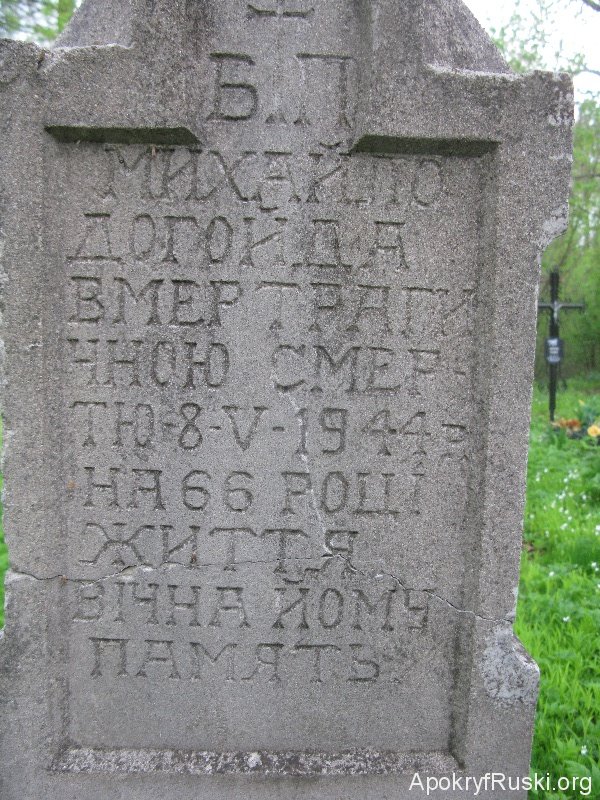 Б.П
МИХАЙЛО
ДОГОЙДА
ВМЕР ТРАГИ
ЧНОЮ СМЕР-
ТЮ-8-V-1944 р
НА 66 РОЦІ
ЖИТТЯ
ВІЧНА ЙОМУ
ПАМЯТЬ.
ApokryfRuski.org